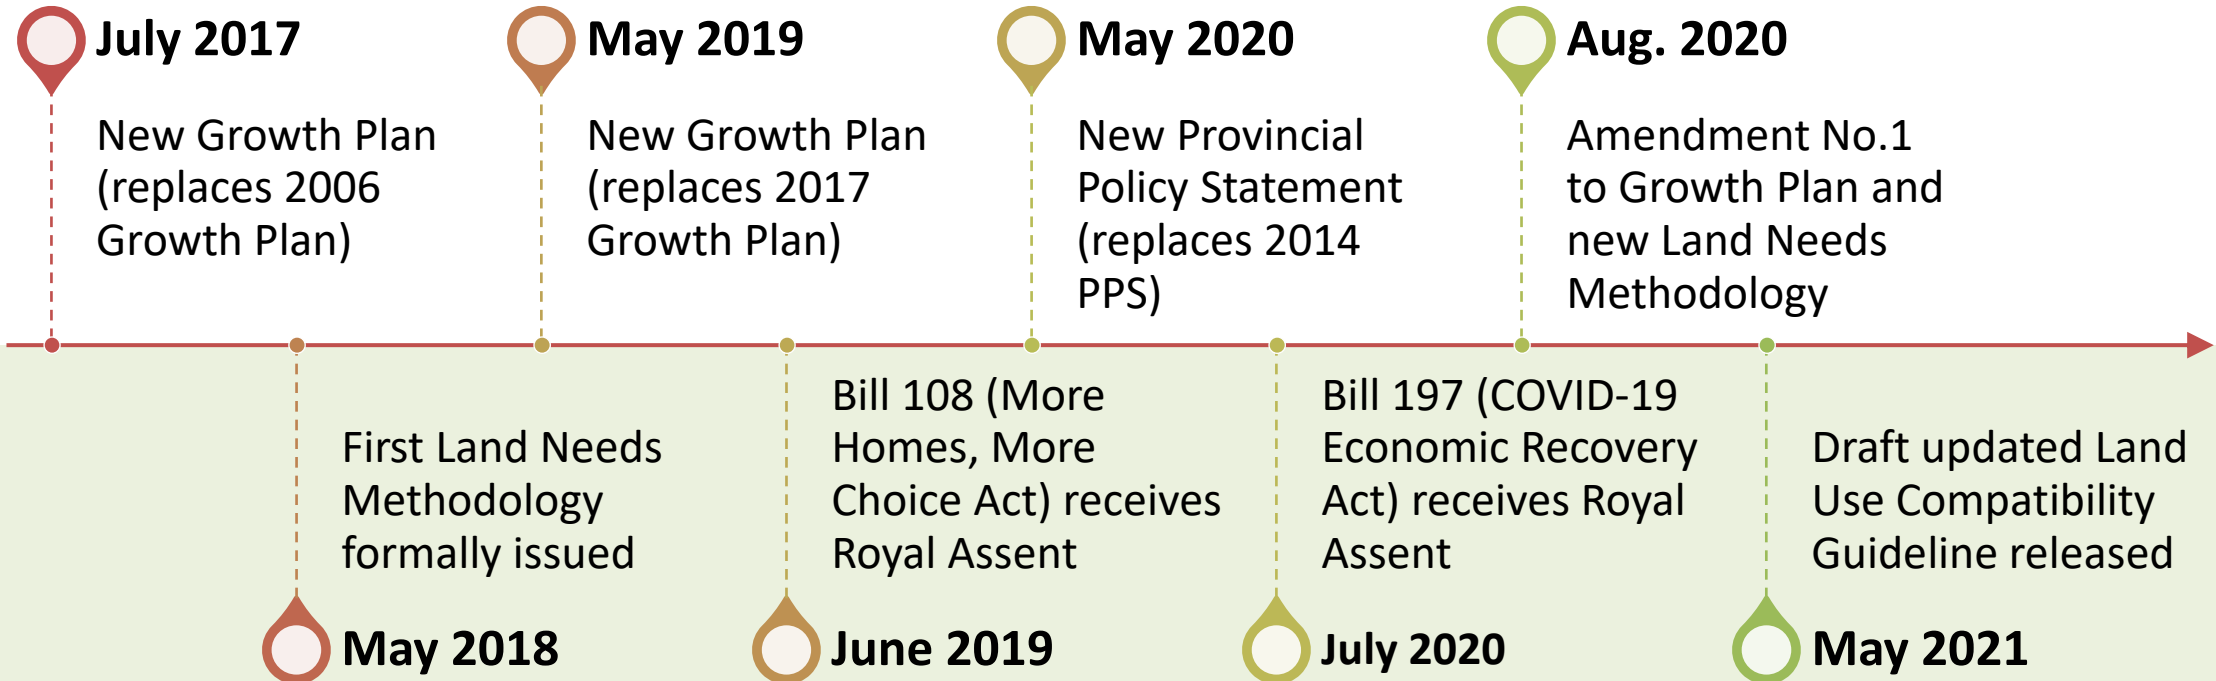 July 2017
New Growth Plan
(replaces 2006
Growth Plan)
May 2019
New Growth Plan
(replaces 2017
Growth Plan)
May 2020
New Provincial
Policy Statement
(replaces 2014
PPS)
Aug. 2020
Amendment No.1
to Growth Plan and
new Land Needs
Methodology
First Land Needs
Methodology
formally issued
May 2018
Bill 108 (More
Homes, More
Choice Act) receives
Royal Assent
June 2019
Bill 197 (COVID-19
Economic Recovery
Act) receives Royal
Assent
July 2020
Draft updated Land
Use Compatibility
Guideline released
May 2021